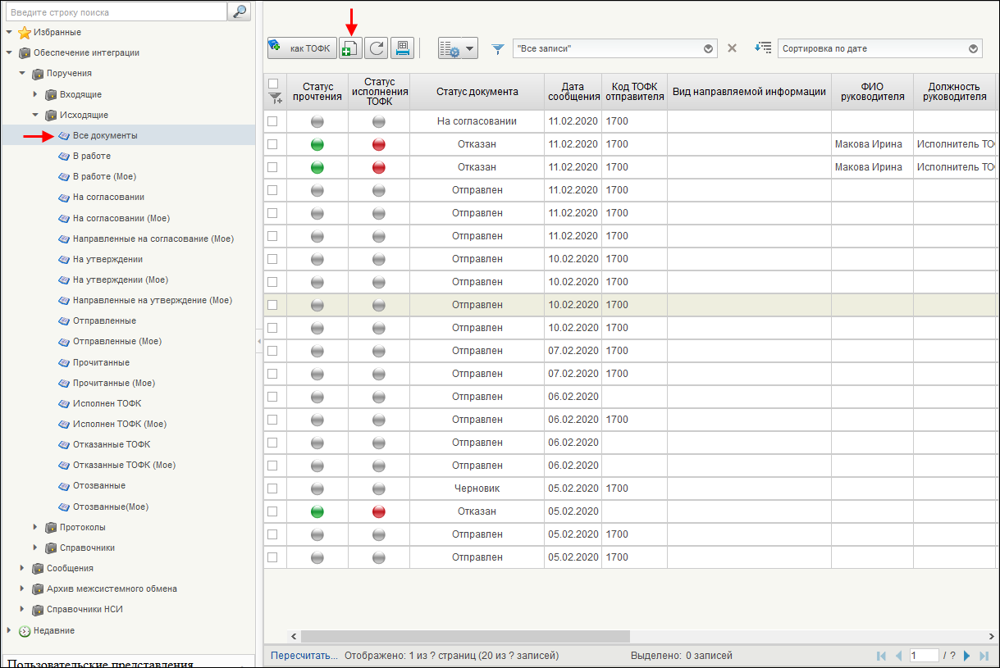 Введите строку поиска
Избранные
Обеспечение интеграции
Поручения
Входящие
Исходящие
Все документы
В работе
В работе (Мое)
На согласовании
На согласовании (Мое)
Направленные на согласование (Мое)
На утверждении
На утверждении (Мое)
Направленные на утверждение (Мое)
Отправленные
Отправленные (Мое)
Прочитанные
Прочитанные (Мое)
Исполнен ТОФК
Исполнен ТОФК (Мое)
Отказанные ТОФК
Отказанные ТОФК (Мое)
Отозванные
Отозванные(Мое)
Протоколы
Справочники
Сообщения
Архив межсистемного обмена
Справочники НСИ
Недавние
Пользовательские представления
как ТОФК "Все записи" Сортировка по дате
Статус прочтения Статус исполнения ТОФК Статус документа Дата сообщения Код ТОФК отправителя Вид направляемой информации ФИО руководителя Должность руководителя
На согласовании 11.02.2020 1700
Отказан 11.02.2020 1700 Макова Ирина Исполнитель ТОФ
Отказан 11.02.2020 1700 Макова Ирина Исполнитель ТОФ
Отправлен 11.02.2020 1700
Отправлен 11.02.2020 1700
Отправлен 11.02.2020 1700
Отправлен 10.02.2020 1700
Отправлен 10.02.2020 1700
Отправлен 10.02.2020 1700
Отправлен 10.02.2020 1700
Отправлен 07.02.2020 1700
Отправлен 07.02.2020 1700
Отправлен 06.02.2020
Отправлен 06.02.2020 1700
Отправлен 06.02.2020
Отправлен 06.02.2020
Черновик 05.02.2020 1700
Отказан 05.02.2020
Отправлен 05.02.2020 1700
Отправлен 05.02.2020 1700
Пересчитать... Отображено: 1 из ? страниц (20 из ? записей) Выделено: 0 записей 1 / ?